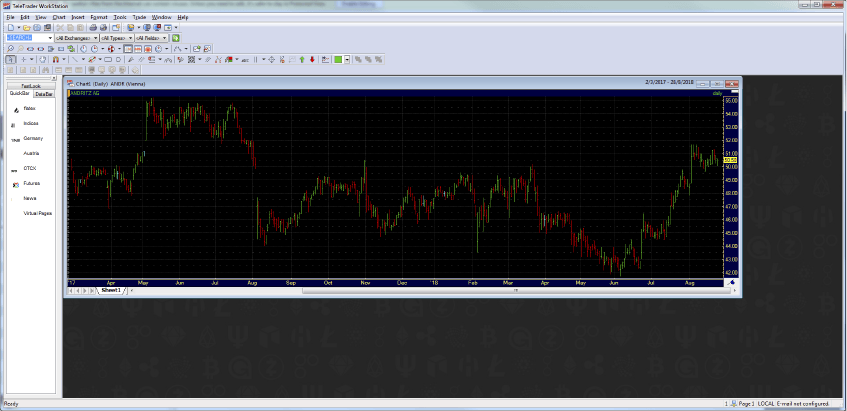 TeleTrader WorkStation
File Edit View Chart Insert Format Tools Trade Window Help
<SEARCH> <All Exchanges> <All Types> <All Fields>
TeleLook
QuickBar DataBar
Indices
Germany
Austria
OTCX
Futures
News
Virtual Pages
Chart1 (Daily) ANDR (Vienna) 2/3/2017 - 28/8/2018
ANDRITZ AG daily
55.00
54.00
53.00
52.00
51.00
50.00
49.00
48.00
47.00
46.00
45.00
44.00
43.00
42.00
'17 Apr May Jun Jul Aug Sep Oct Nov Dec '18 Feb Mar Apr May Jun Jul Aug
Sheet1
Ready 1 Page 1 LOCAL E-mail not configured.